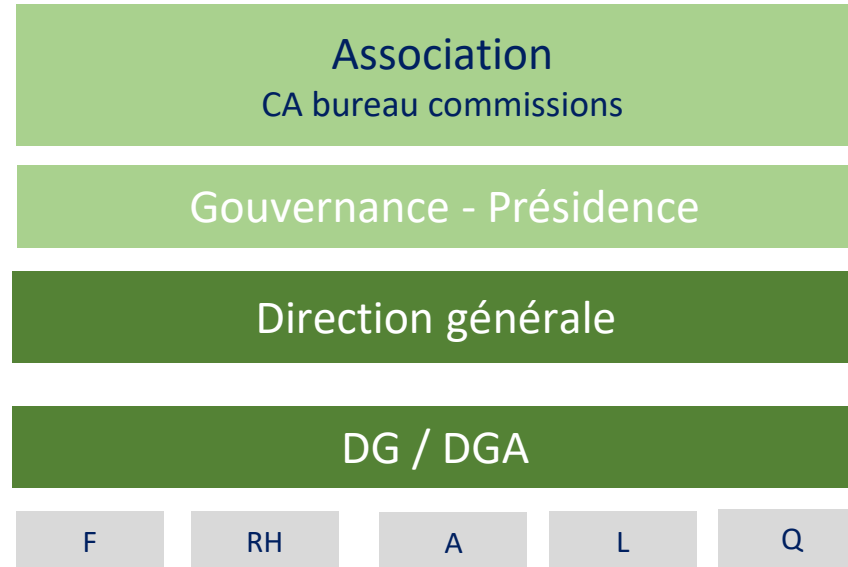 Association
CA bureau commissions
Gouvernance - Présidence
Direction générale
DG / DGA
F RH A L Q